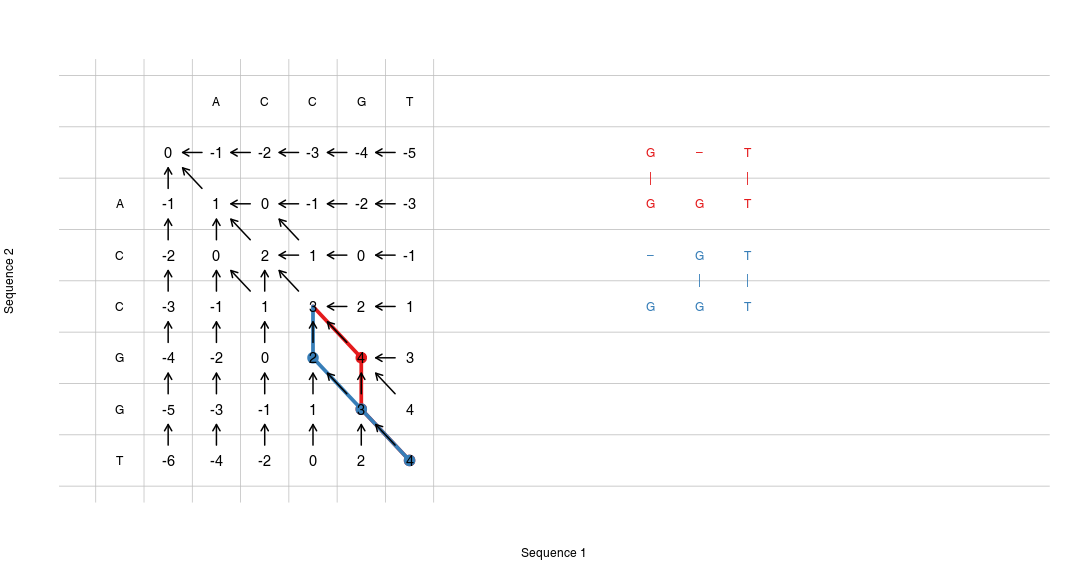 A C C G T
0 -1 -2 -3 -4 -5 G – T
| |
A -1 1 0 -1 -2 -3 G G T
C -2 0 2 1 0 -1 – G T
| |
C -3 -1 1 3 2 1 G G T
G -4 -2 0 2 4 3
G -5 -3 -1 1 3 4
T -6 -4 -2 0 2 4
Sequence 2
Sequence 1